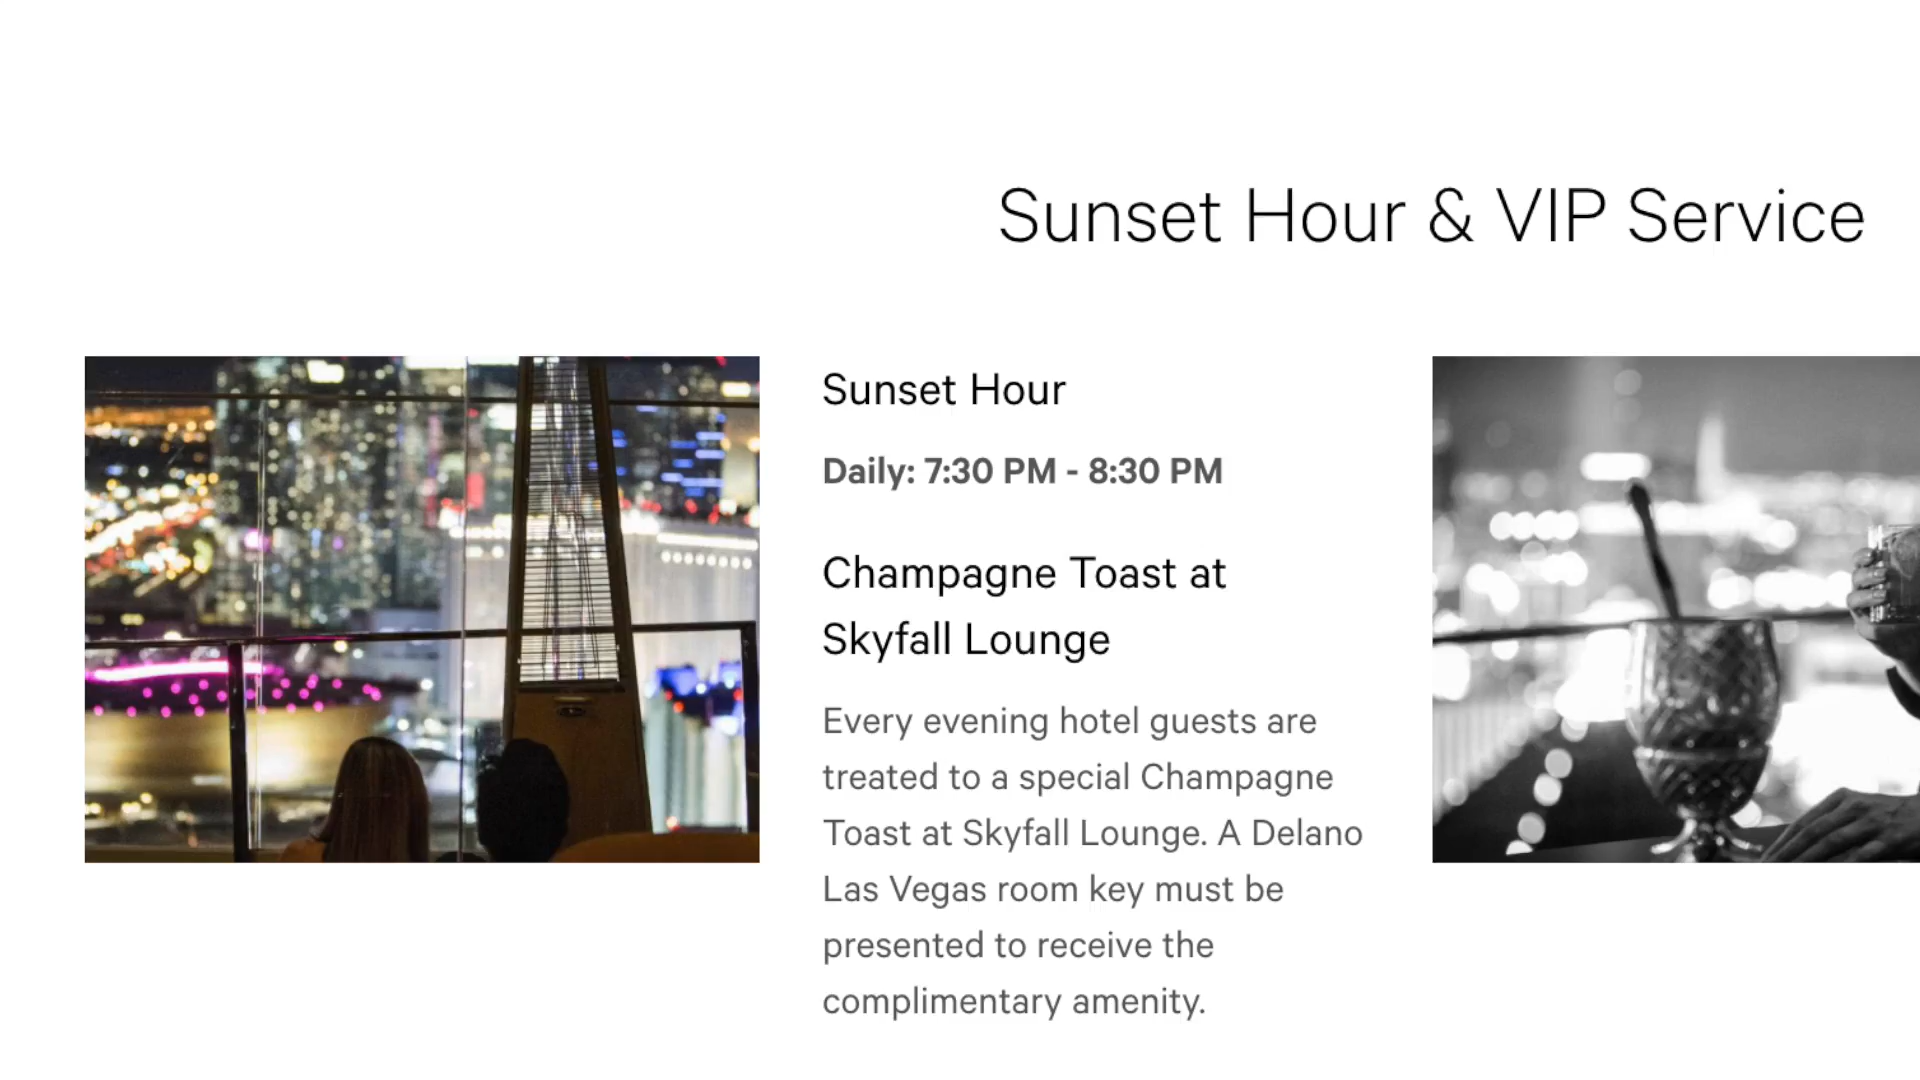 Sunset Hour & VIP Service
Sunset Hour
Daily: 7:30 PM - 8:30 PM
Champagne Toast at
Skyfall Lounge
Every evening hotel guests are
treated to a special Champagne
Toast at Skyfall Lounge. A Delano
Las Vegas room key must be
presented to receive the
complimentary amenity.